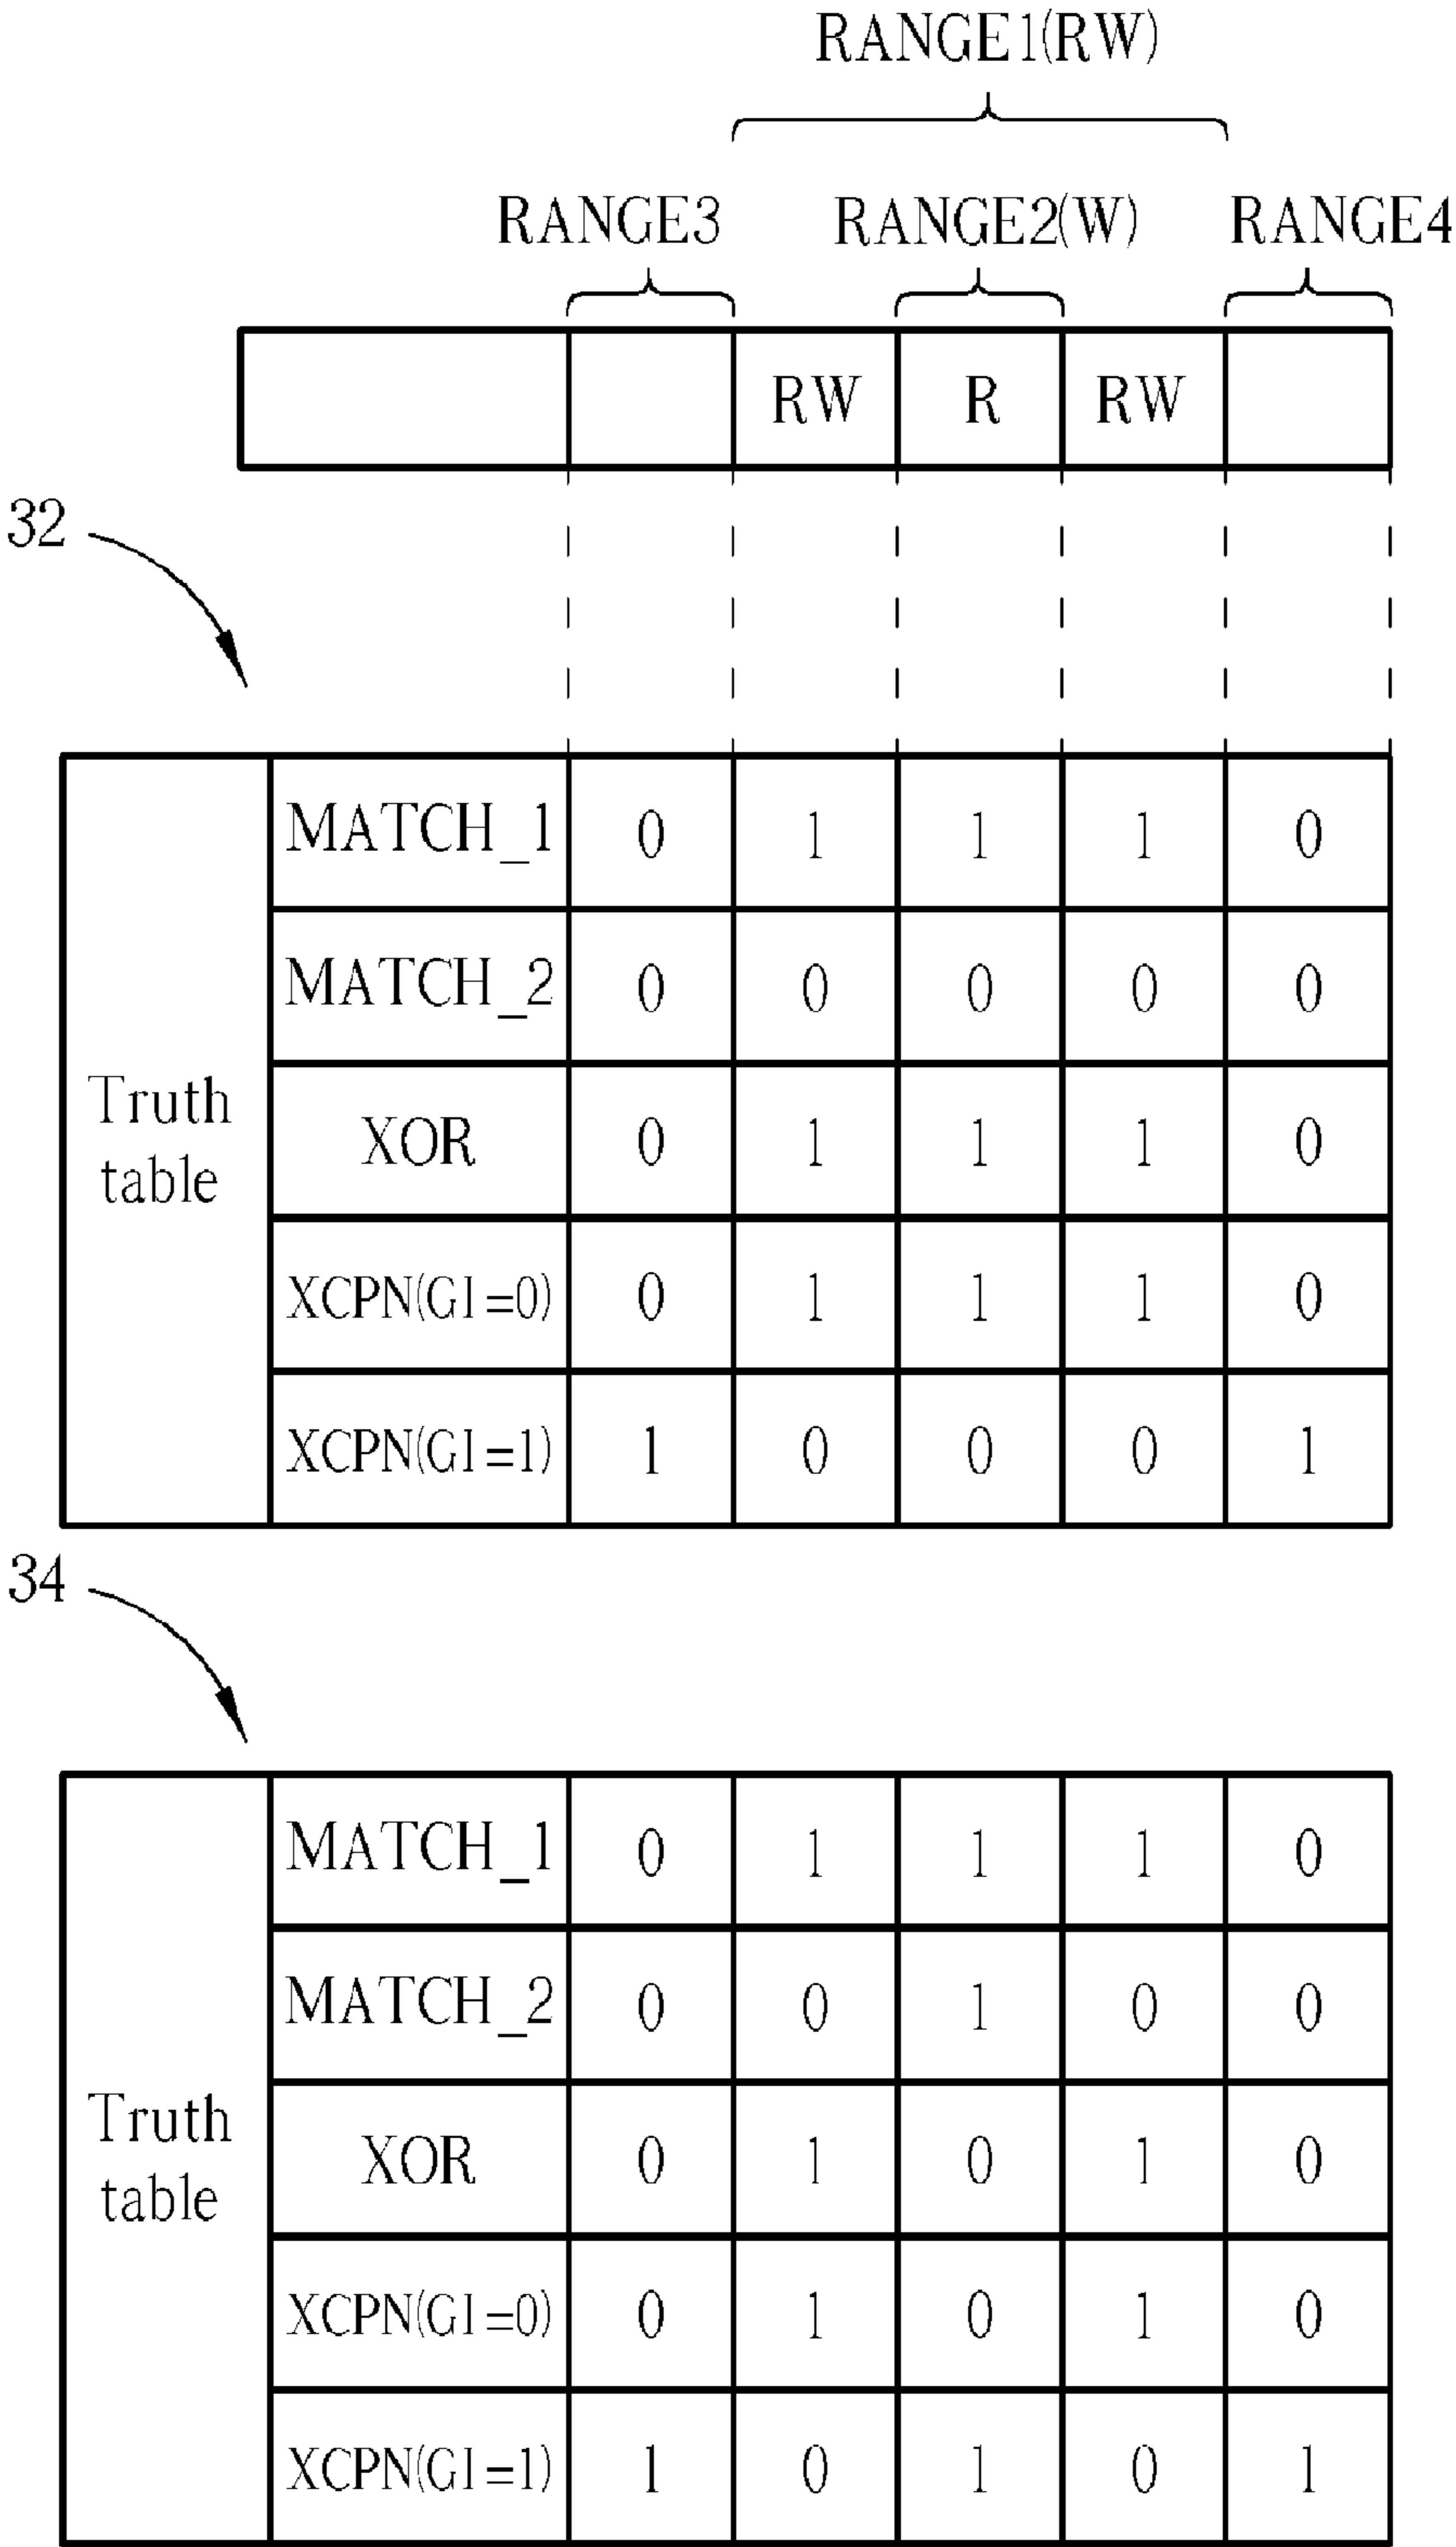 RANGE1(RW)
RANGE3 RANGE2(W) RANGE4
RW R RW
32
Truth
table
MATCH_1 0 1 1 1 0
MATCH_2 0 0 0 0 0
XOR 0 1 1 1 0
XCPN(GI=0) 0 1 1 1 0
XCPN(GI=1) 1 0 0 0 1
34
Truth
table
MATCH_1 0 1 1 1 0
MATCH_2 0 0 1 0 0
XOR 0 1 0 1 0
XCPN(GI=0) 0 1 0 1 0
XCPN(GI=1) 1 0 1 0 1